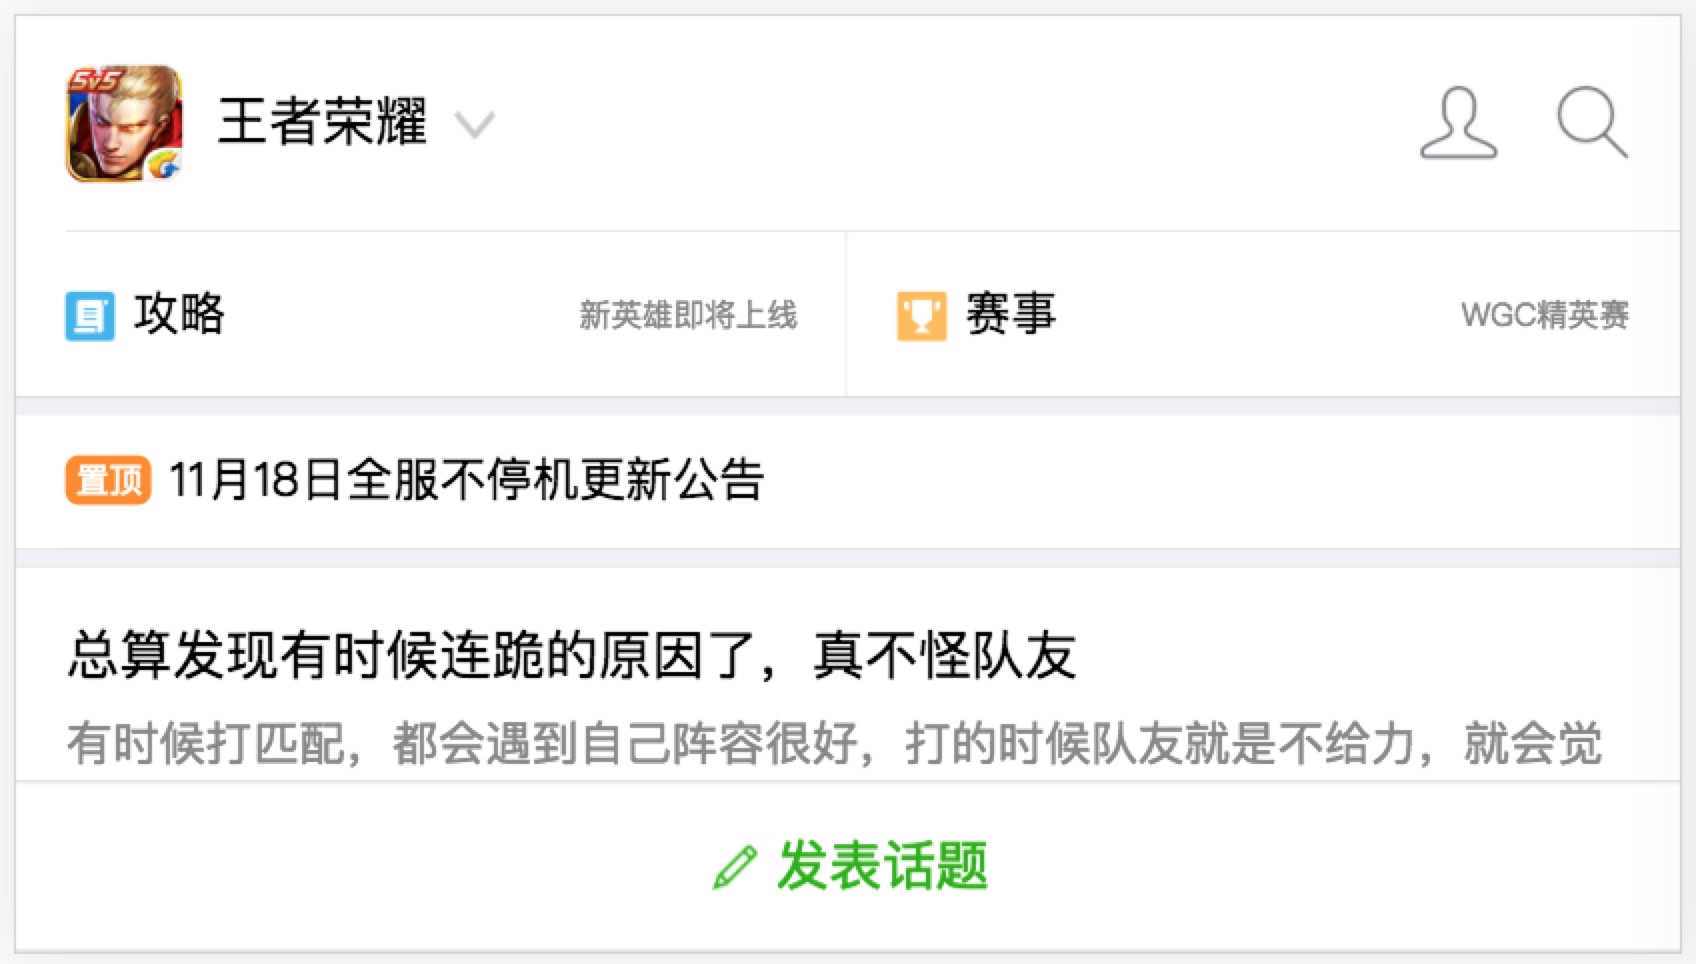 5v5
王者荣耀
攻略
新英雄即将上线
赛事
WGC精英赛
置顶 11月18日全服不停机更新公告
总算发现有时候连跪的原因了，真不怪队友
有时候打匹配，都会遇到自己阵容很好，打的时候队友就是不给力，就会觉
发表话题